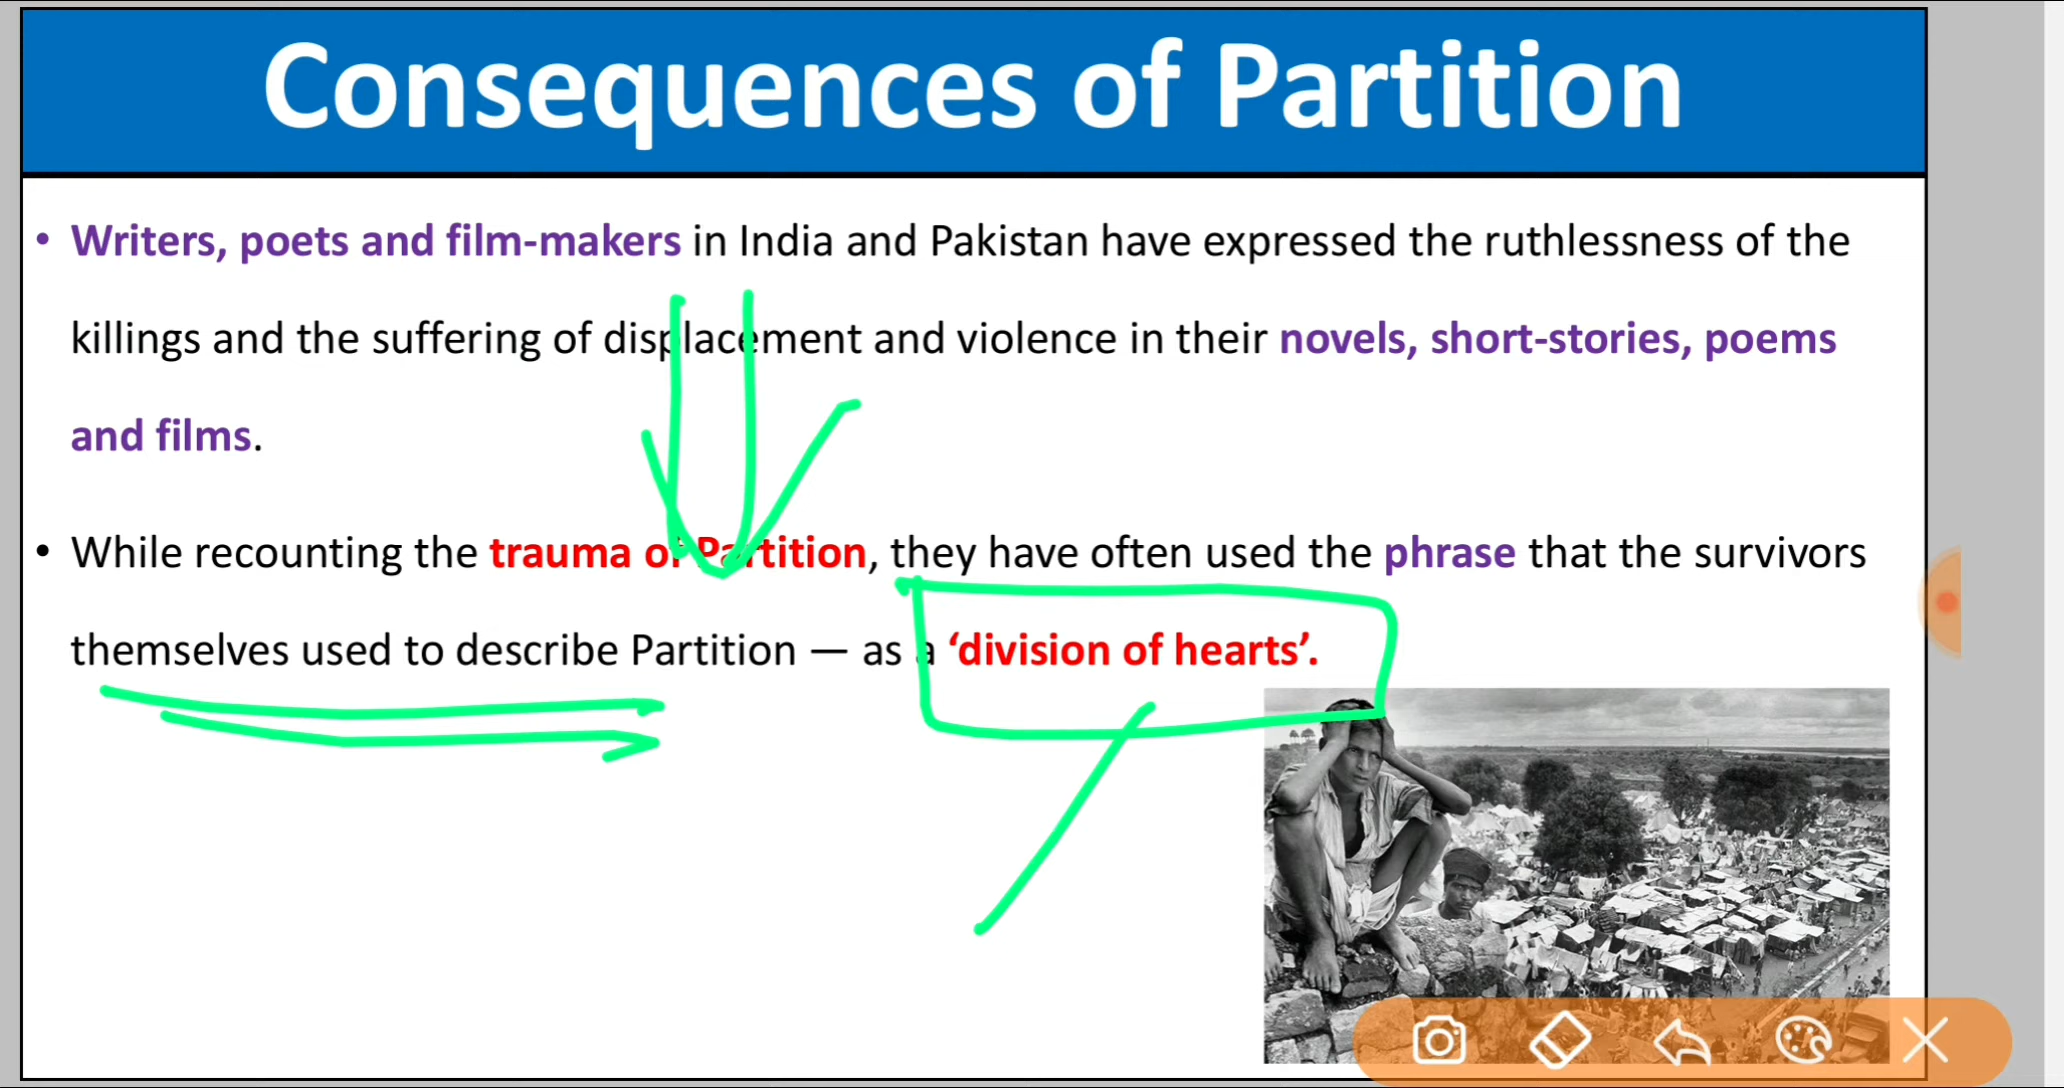 Consequences of Partition
• Writers, poets and film-makers in India and Pakistan have expressed the ruthlessness of the
killings and the suffering of displacement and violence in their novels, short-stories, poems
and films.
• While recounting the trauma of Partition, they have often used the phrase that the survivors
themselves used to describe Partition — as a ‘division of hearts’.